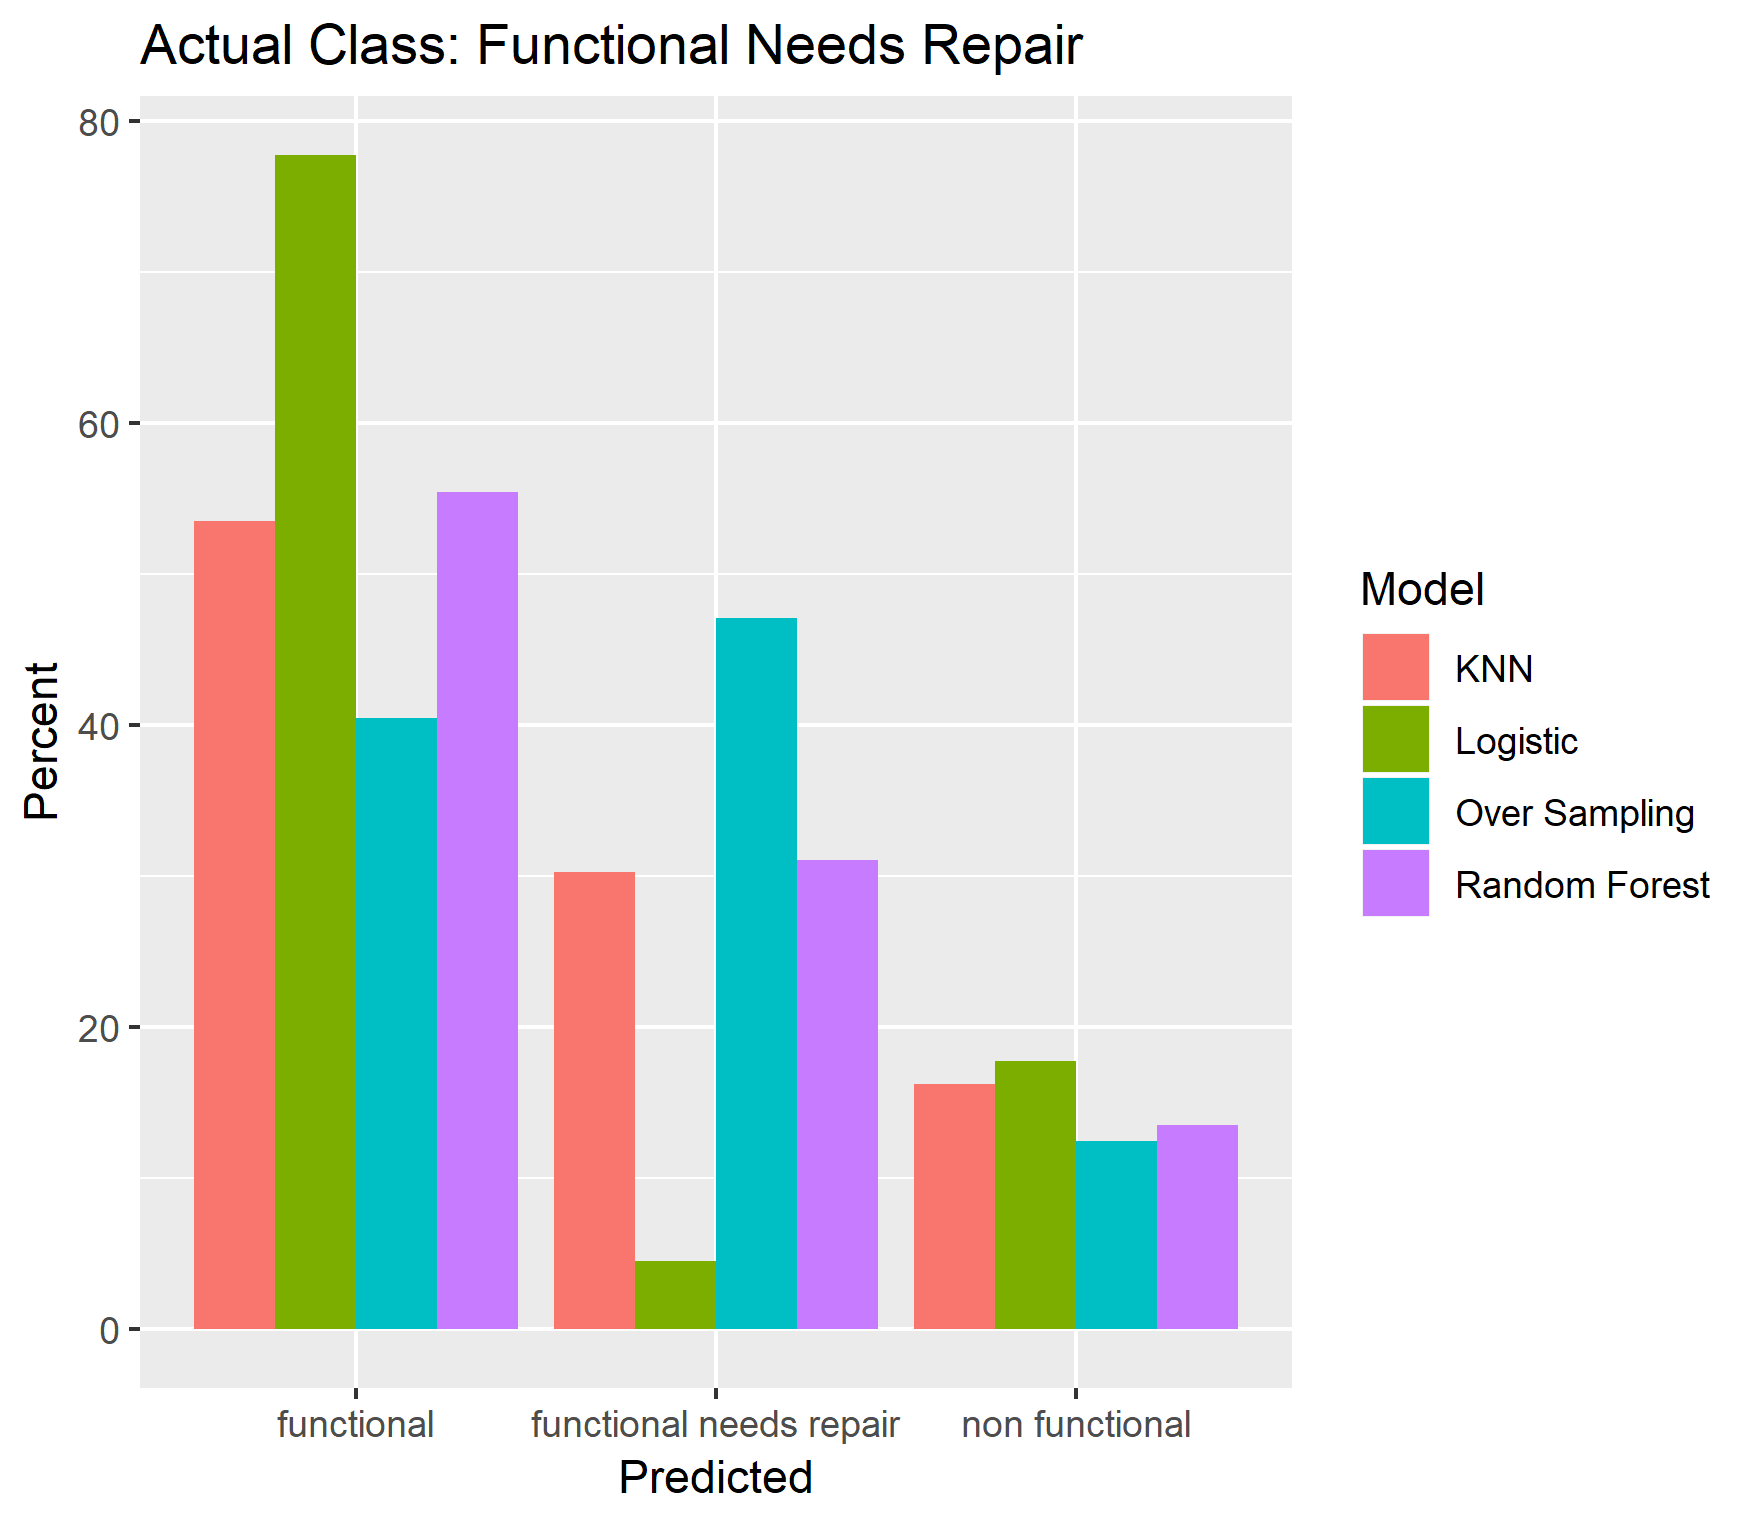 Actual Class: Functional Needs Repair
80
60
40
20
0
Percent
functional
functional needs repair
non functional
Predicted
Model
KNN
Logistic
Over Sampling
Random Forest